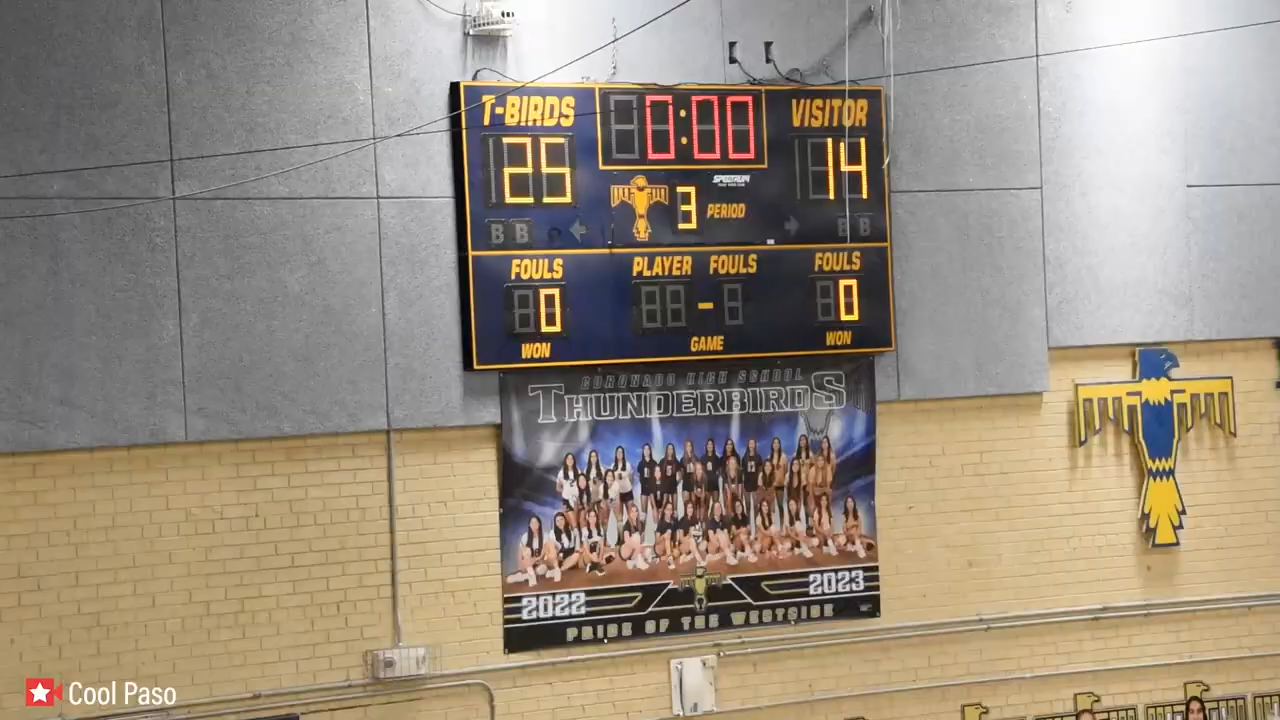 T-BIRDS
0:00
VISITOR
25
14
3 PERIOD
B B
B B
FOULS
PLAYER FOULS
FOULS
0
-
0
WON
GAME
WON
CORONADO HIGH SCHOOL
THUNDERBIRDS
2022
2023
PRIDE OF THE WESTSIDE
Cool Paso